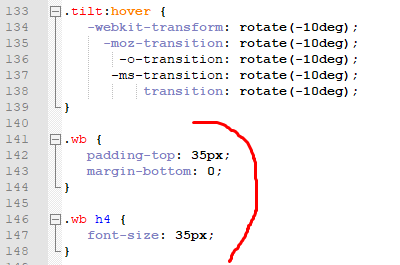 133 .tilt:hover {
134 -webkit-transform: rotate(-10deg);
135 -moz-transition: rotate(-10deg);
136 -o-transition: rotate(-10deg);
137 -ms-transition: rotate(-10deg);
138 transition: rotate(-10deg);
139 }
140
141 .wb {
142 padding-top: 35px;
143 margin-bottom: 0;
144 }
145
146 .wb h4 {
147 font-size: 35px;
148 }